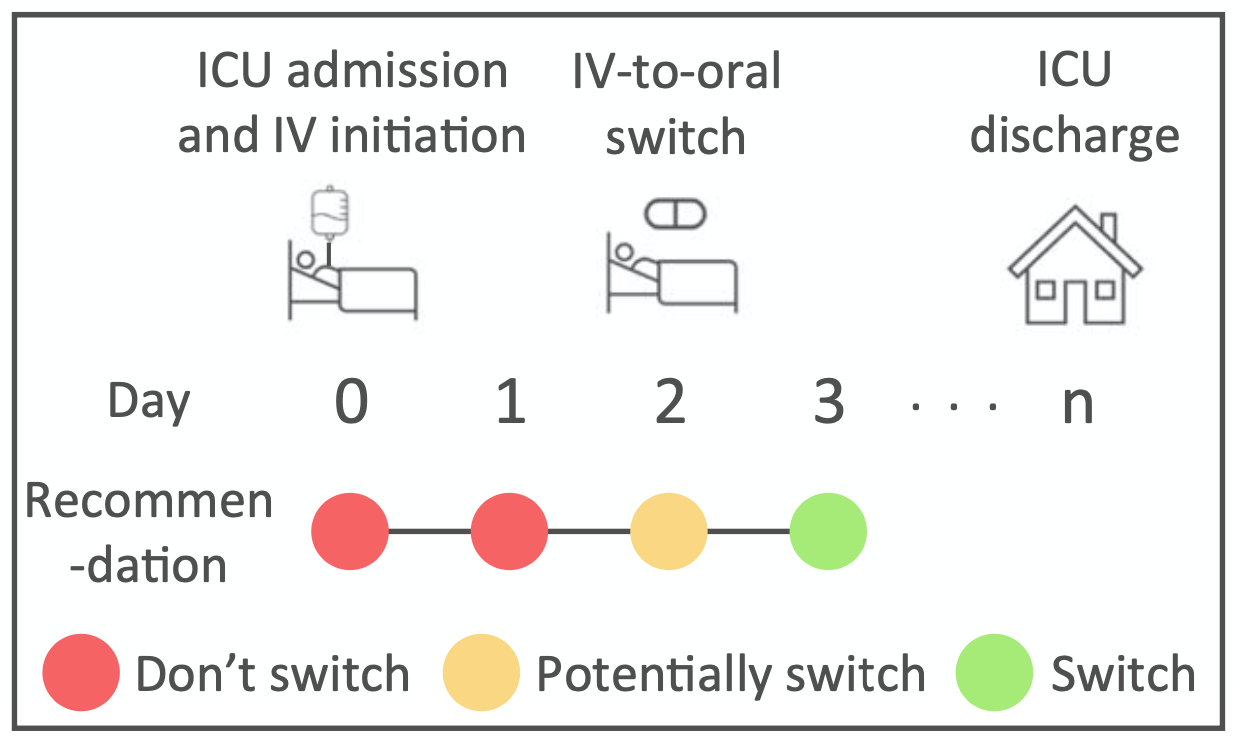 ICU admission
and IV initiation
IV-to-oral
switch
ICU
discharge
Day 0 1 2 3 . . . n
Recommen
-dation
Don’t switch Potentially switch Switch